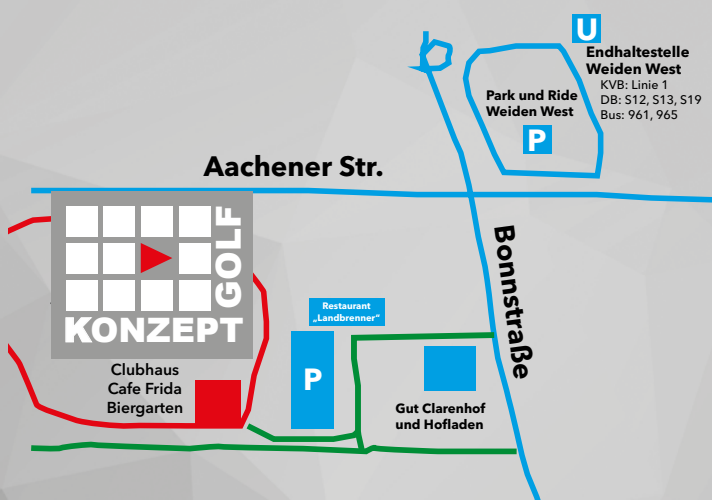 U
Endhaltestelle
Weiden West
KVB: Linie 1
DB: S12, S13, S19
Bus: 961, 965
Park und Ride
Weiden West
P
Aachener Str.
Bonnstraße
GOLF
KONZEPT
Restaurant
„Landbrenner“
P
Clubhaus
Cafe Frida
Biergarten
Gut Clarenhof
und Hofladen